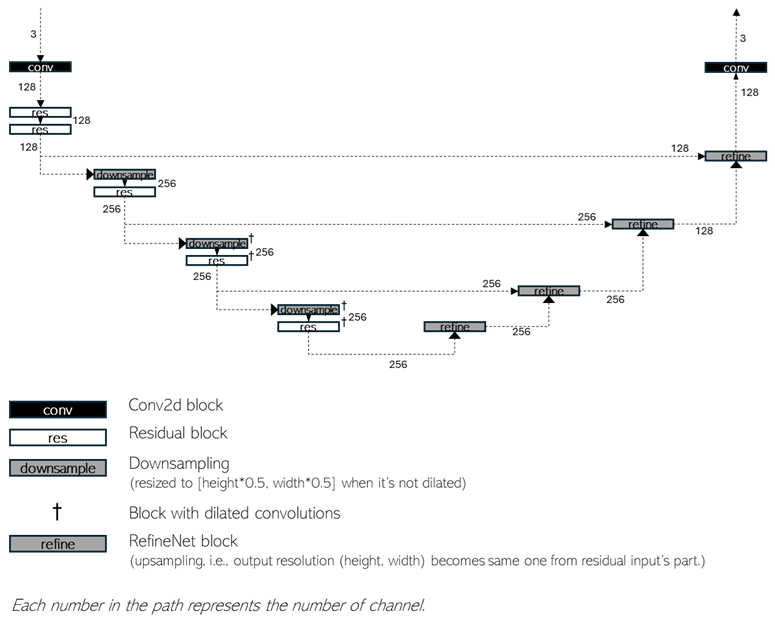 3
3
conv
conv
128
128
res
128
res
128
128
refine
downsample
256
res
256
256
refine
128
downsample
†
256
res
†
256
256
refine
256
downsample
†
256
res
†
refine
256
256
conv
Conv2d block
res
Residual block
downsample
Downsampling
(resized to [height*0.5, width*0.5] when it's not dilated)
†
Block with dilated convolutions
refine
RefineNet block
(upsampling, i.e., output resolution (height, width) becomes same one from residual input's part.)
Each number in the path represents the number of channel.